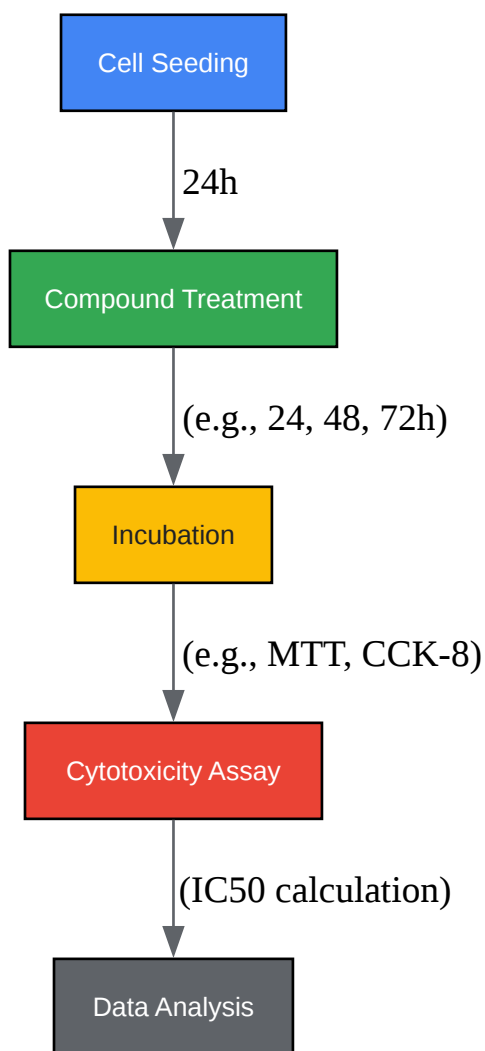 Cell Seeding
24h
Compound Treatment
(e.g., 24, 48, 72h)
Incubation
(e.g., MTT, CCK-8)
Cytotoxicity Assay
(IC50 calculation)
Data Analysis